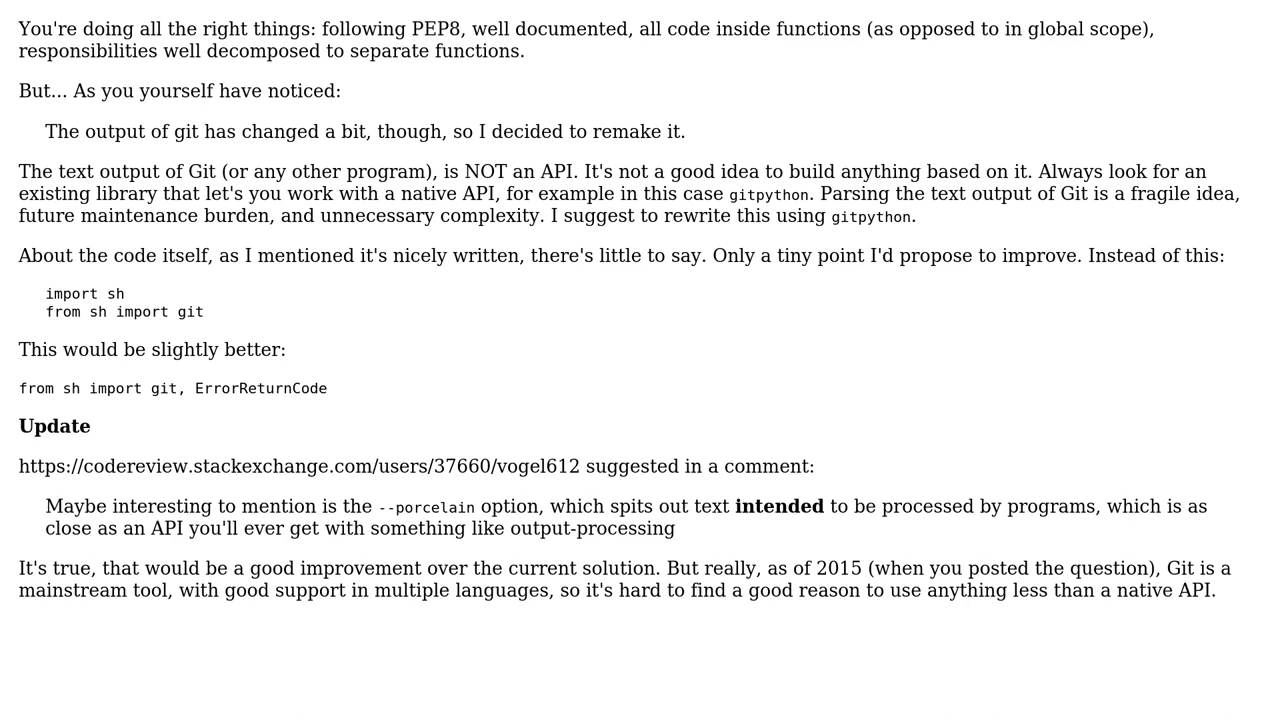 You're doing all the right things: following PEP8, well documented, all code inside functions (as opposed to in global scope),
responsibilities well decomposed to separate functions.
But... As you yourself have noticed:
The output of git has changed a bit, though, so I decided to remake it.
The text output of Git (or any other program), is NOT an API. It's not a good idea to build anything based on it. Always look for an
existing library that let's you work with a native API, for example in this case gitpython. Parsing the text output of Git is a fragile idea,
future maintenance burden, and unnecessary complexity. I suggest to rewrite this using gitpython.
About the code itself, as I mentioned it's nicely written, there's little to say. Only a tiny point I'd propose to improve. Instead of this:
import sh
from sh import git
This would be slightly better:
from sh import git, ErrorReturnCode
Update
https://codereview.stackexchange.com/users/37660/vogel612 suggested in a comment:
Maybe interesting to mention is the --porcelain option, which spits out text intended to be processed by programs, which is as
close as an API you'll ever get with something like output-processing
It's true, that would be a good improvement over the current solution. But really, as of 2015 (when you posted the question), Git is a
mainstream tool, with good support in multiple languages, so it's hard to find a good reason to use anything less than a native API.